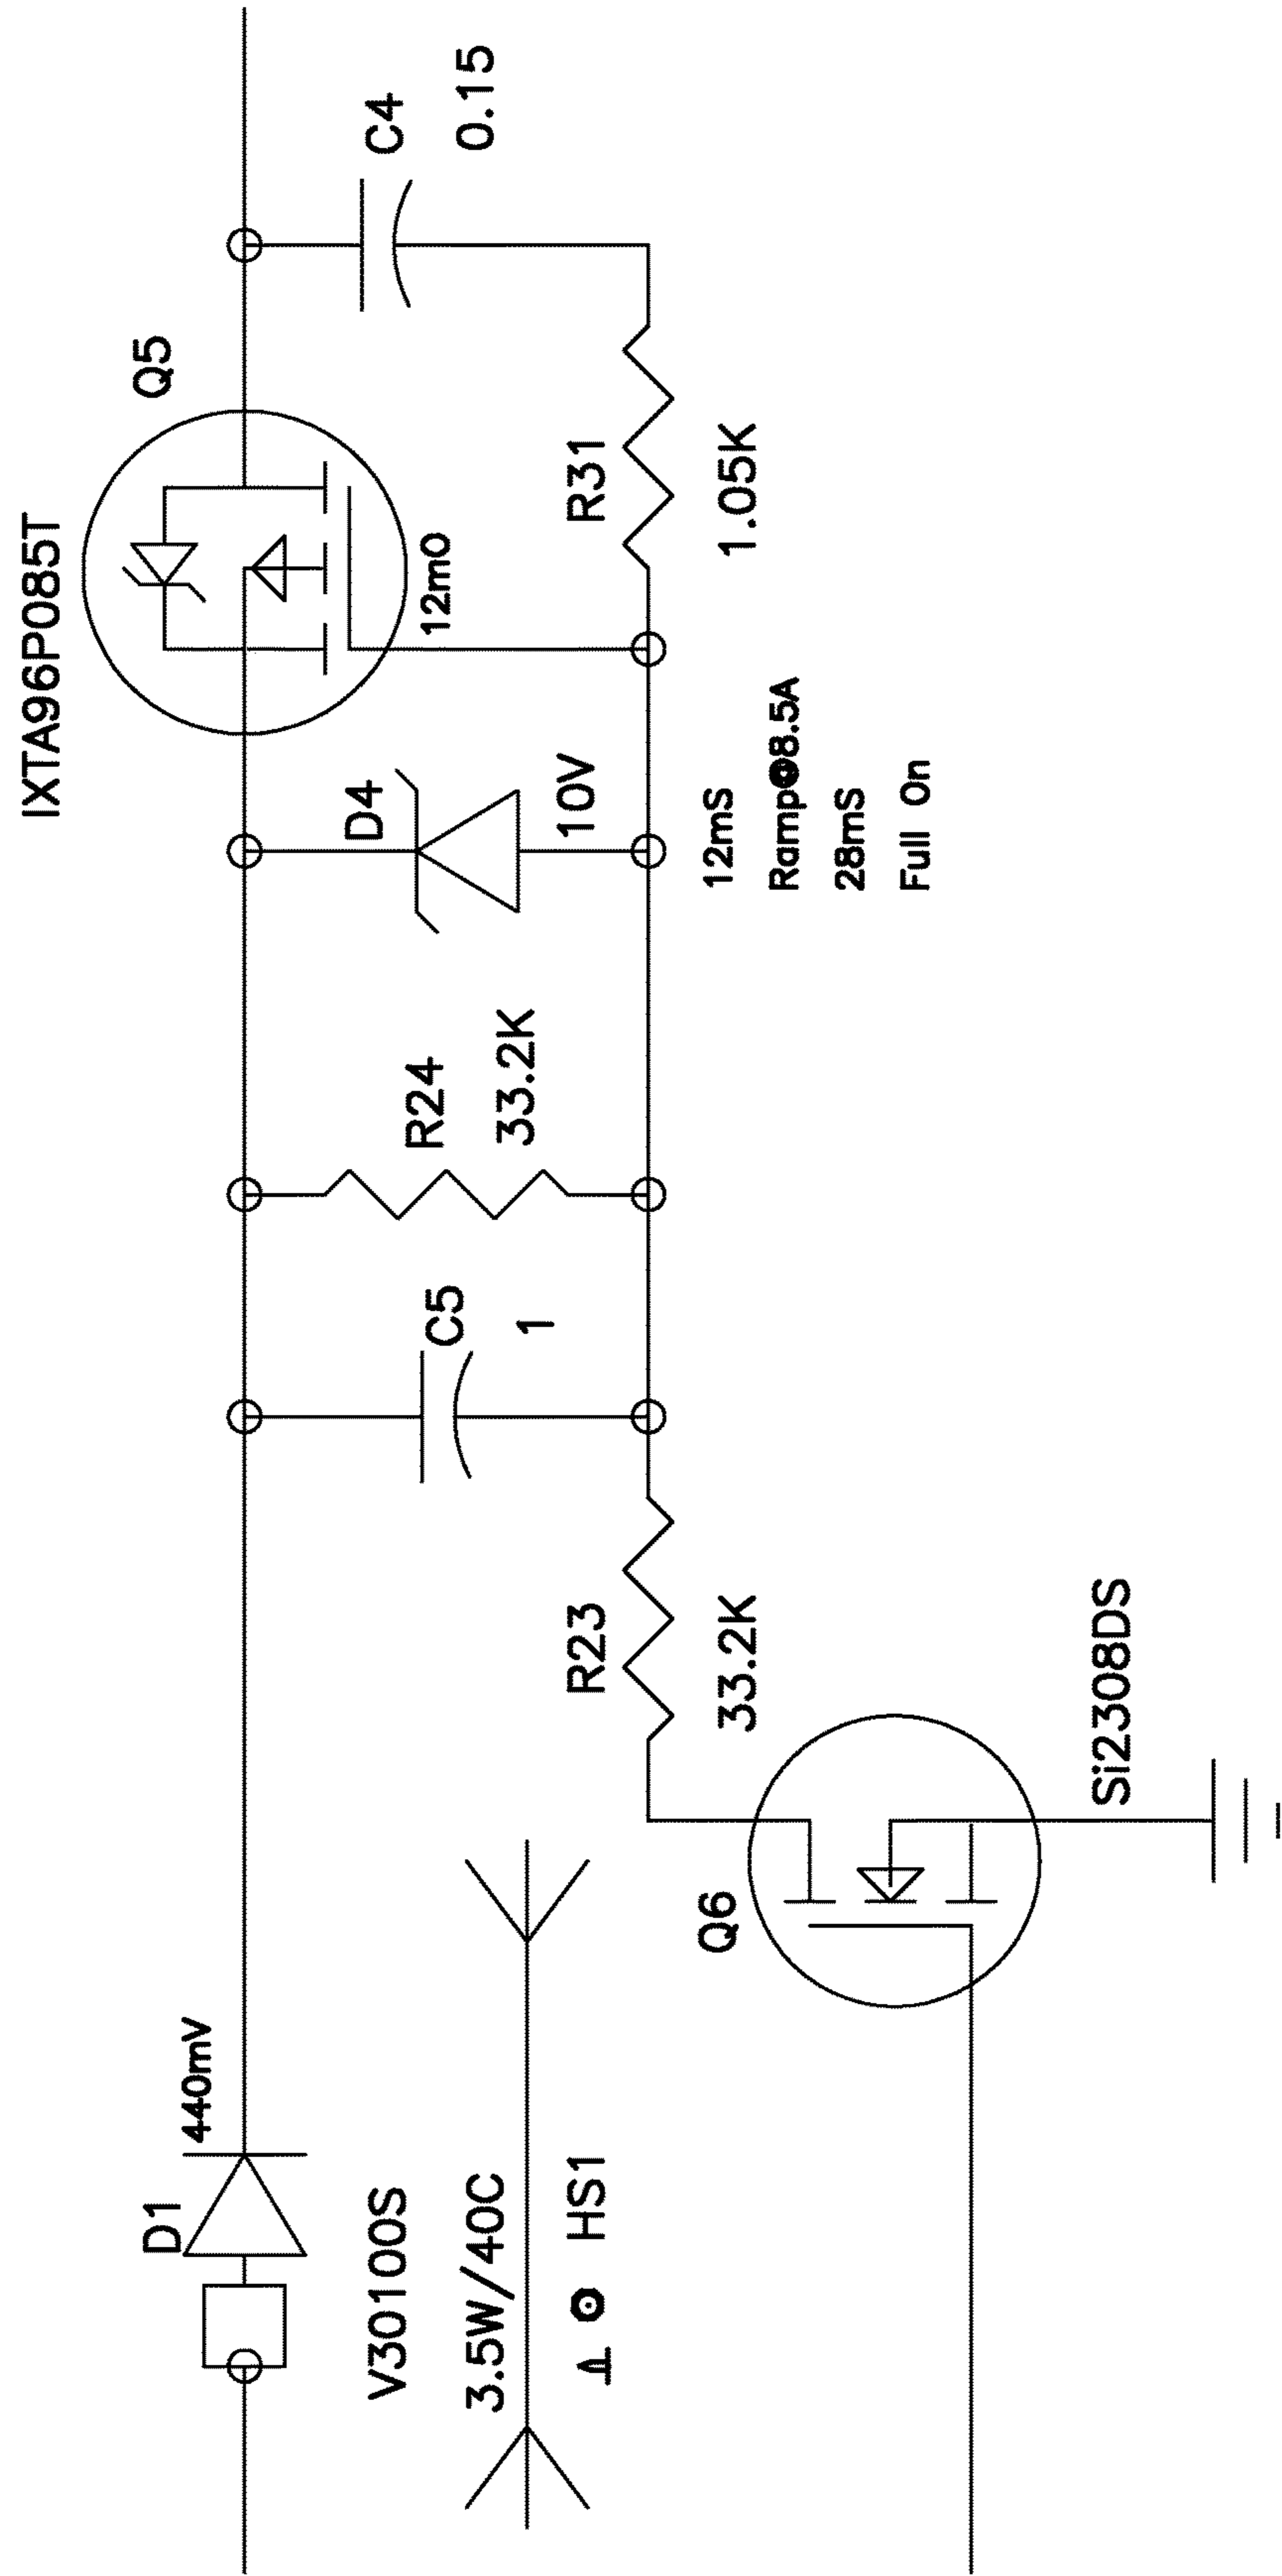 IXTA96P085T
Q5
12mO
C4
0.15
R31
1.05K
D4
10V
12mS
Ramp@8.5A
28mS
Full On
R24
33.2K
C5
1
R23
33.2K
Q6
Si2308DS
D1
440mV
V30100S
3.5W/40C
HS1